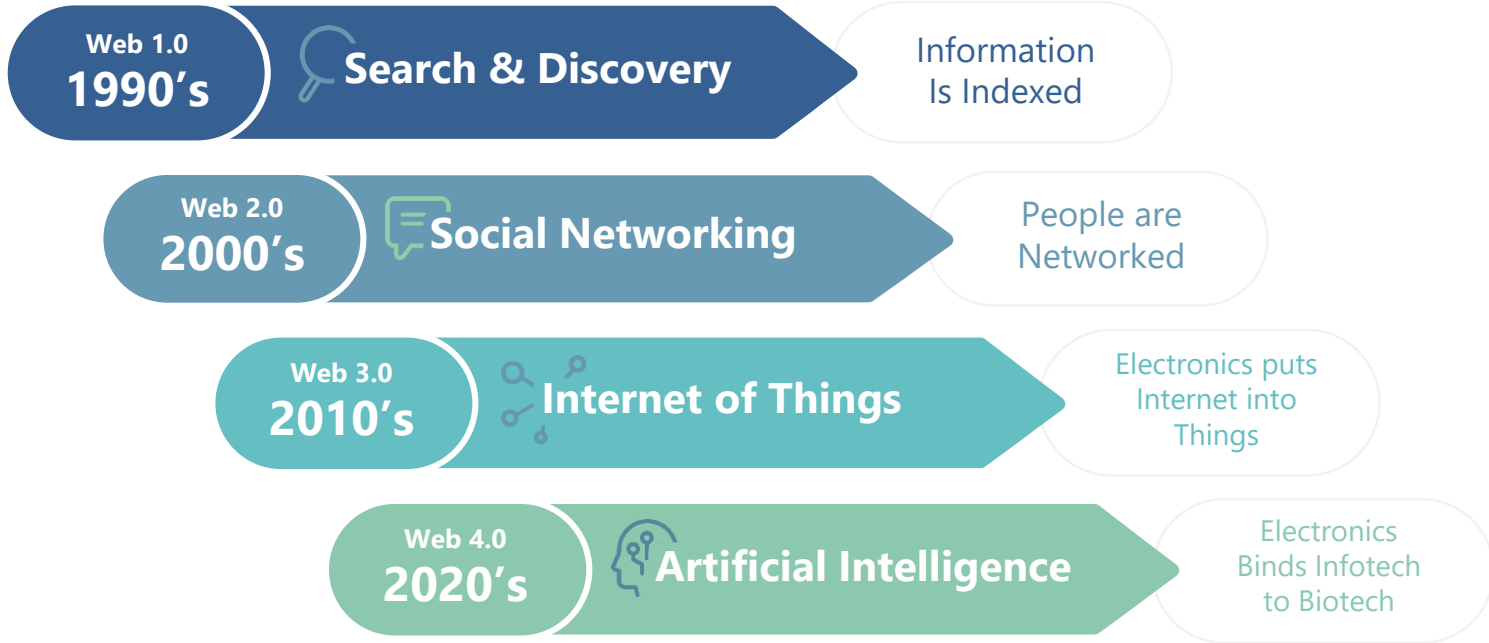 Web 1.0
1990’s
Search & Discovery
Information
Is Indexed
Web 2.0
2000’s
Social Networking
People are
Networked
Web 3.0
2010’s
Internet of Things
Electronics puts
Internet into
Things
Web 4.0
2020’s
Artificial Intelligence
Electronics
Binds Infotech
to Biotech